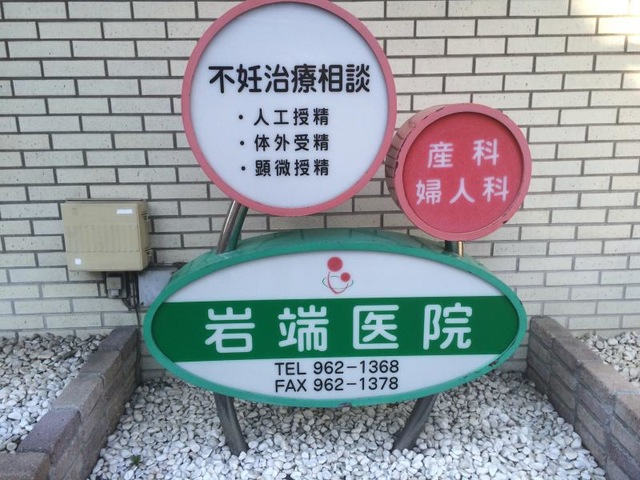 不妊治療相談
・人工授精
・体外受精
・顕微授精
産科
婦人科
岩端医院
TEL 962-1368
FAX 962-1378